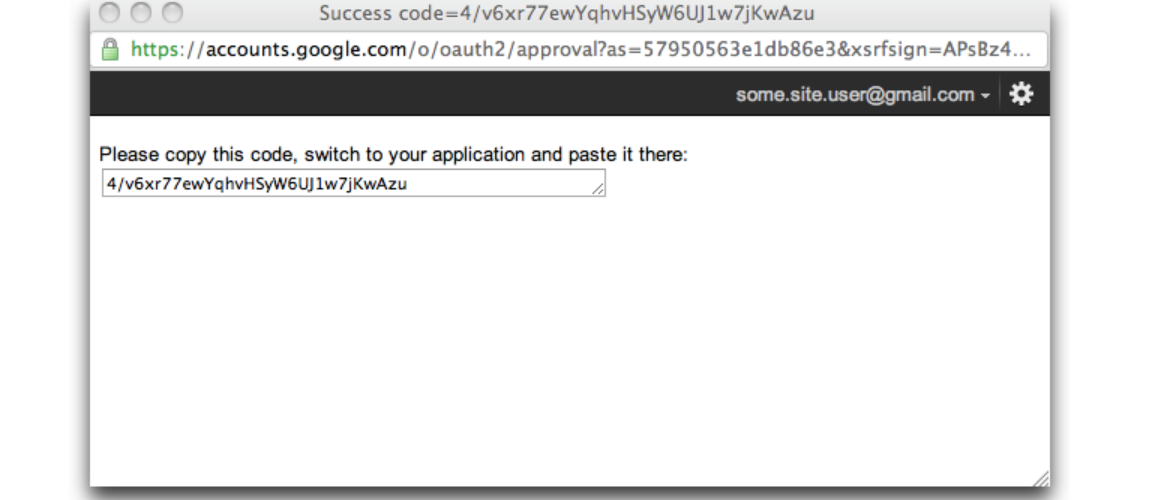 Success code=4/v6xr77ewYqhvHSyW6UJ1w7jKwAzu
https://accounts.google.com/o/oauth2/approval?as=57950563e1db86e3&xsrfsign=APsBz4...
some.site.user@gmail.com
Please copy this code, switch to your application and paste it there:
4/v6xr77ewYqhvHSyW6UJ1w7jKwAzu